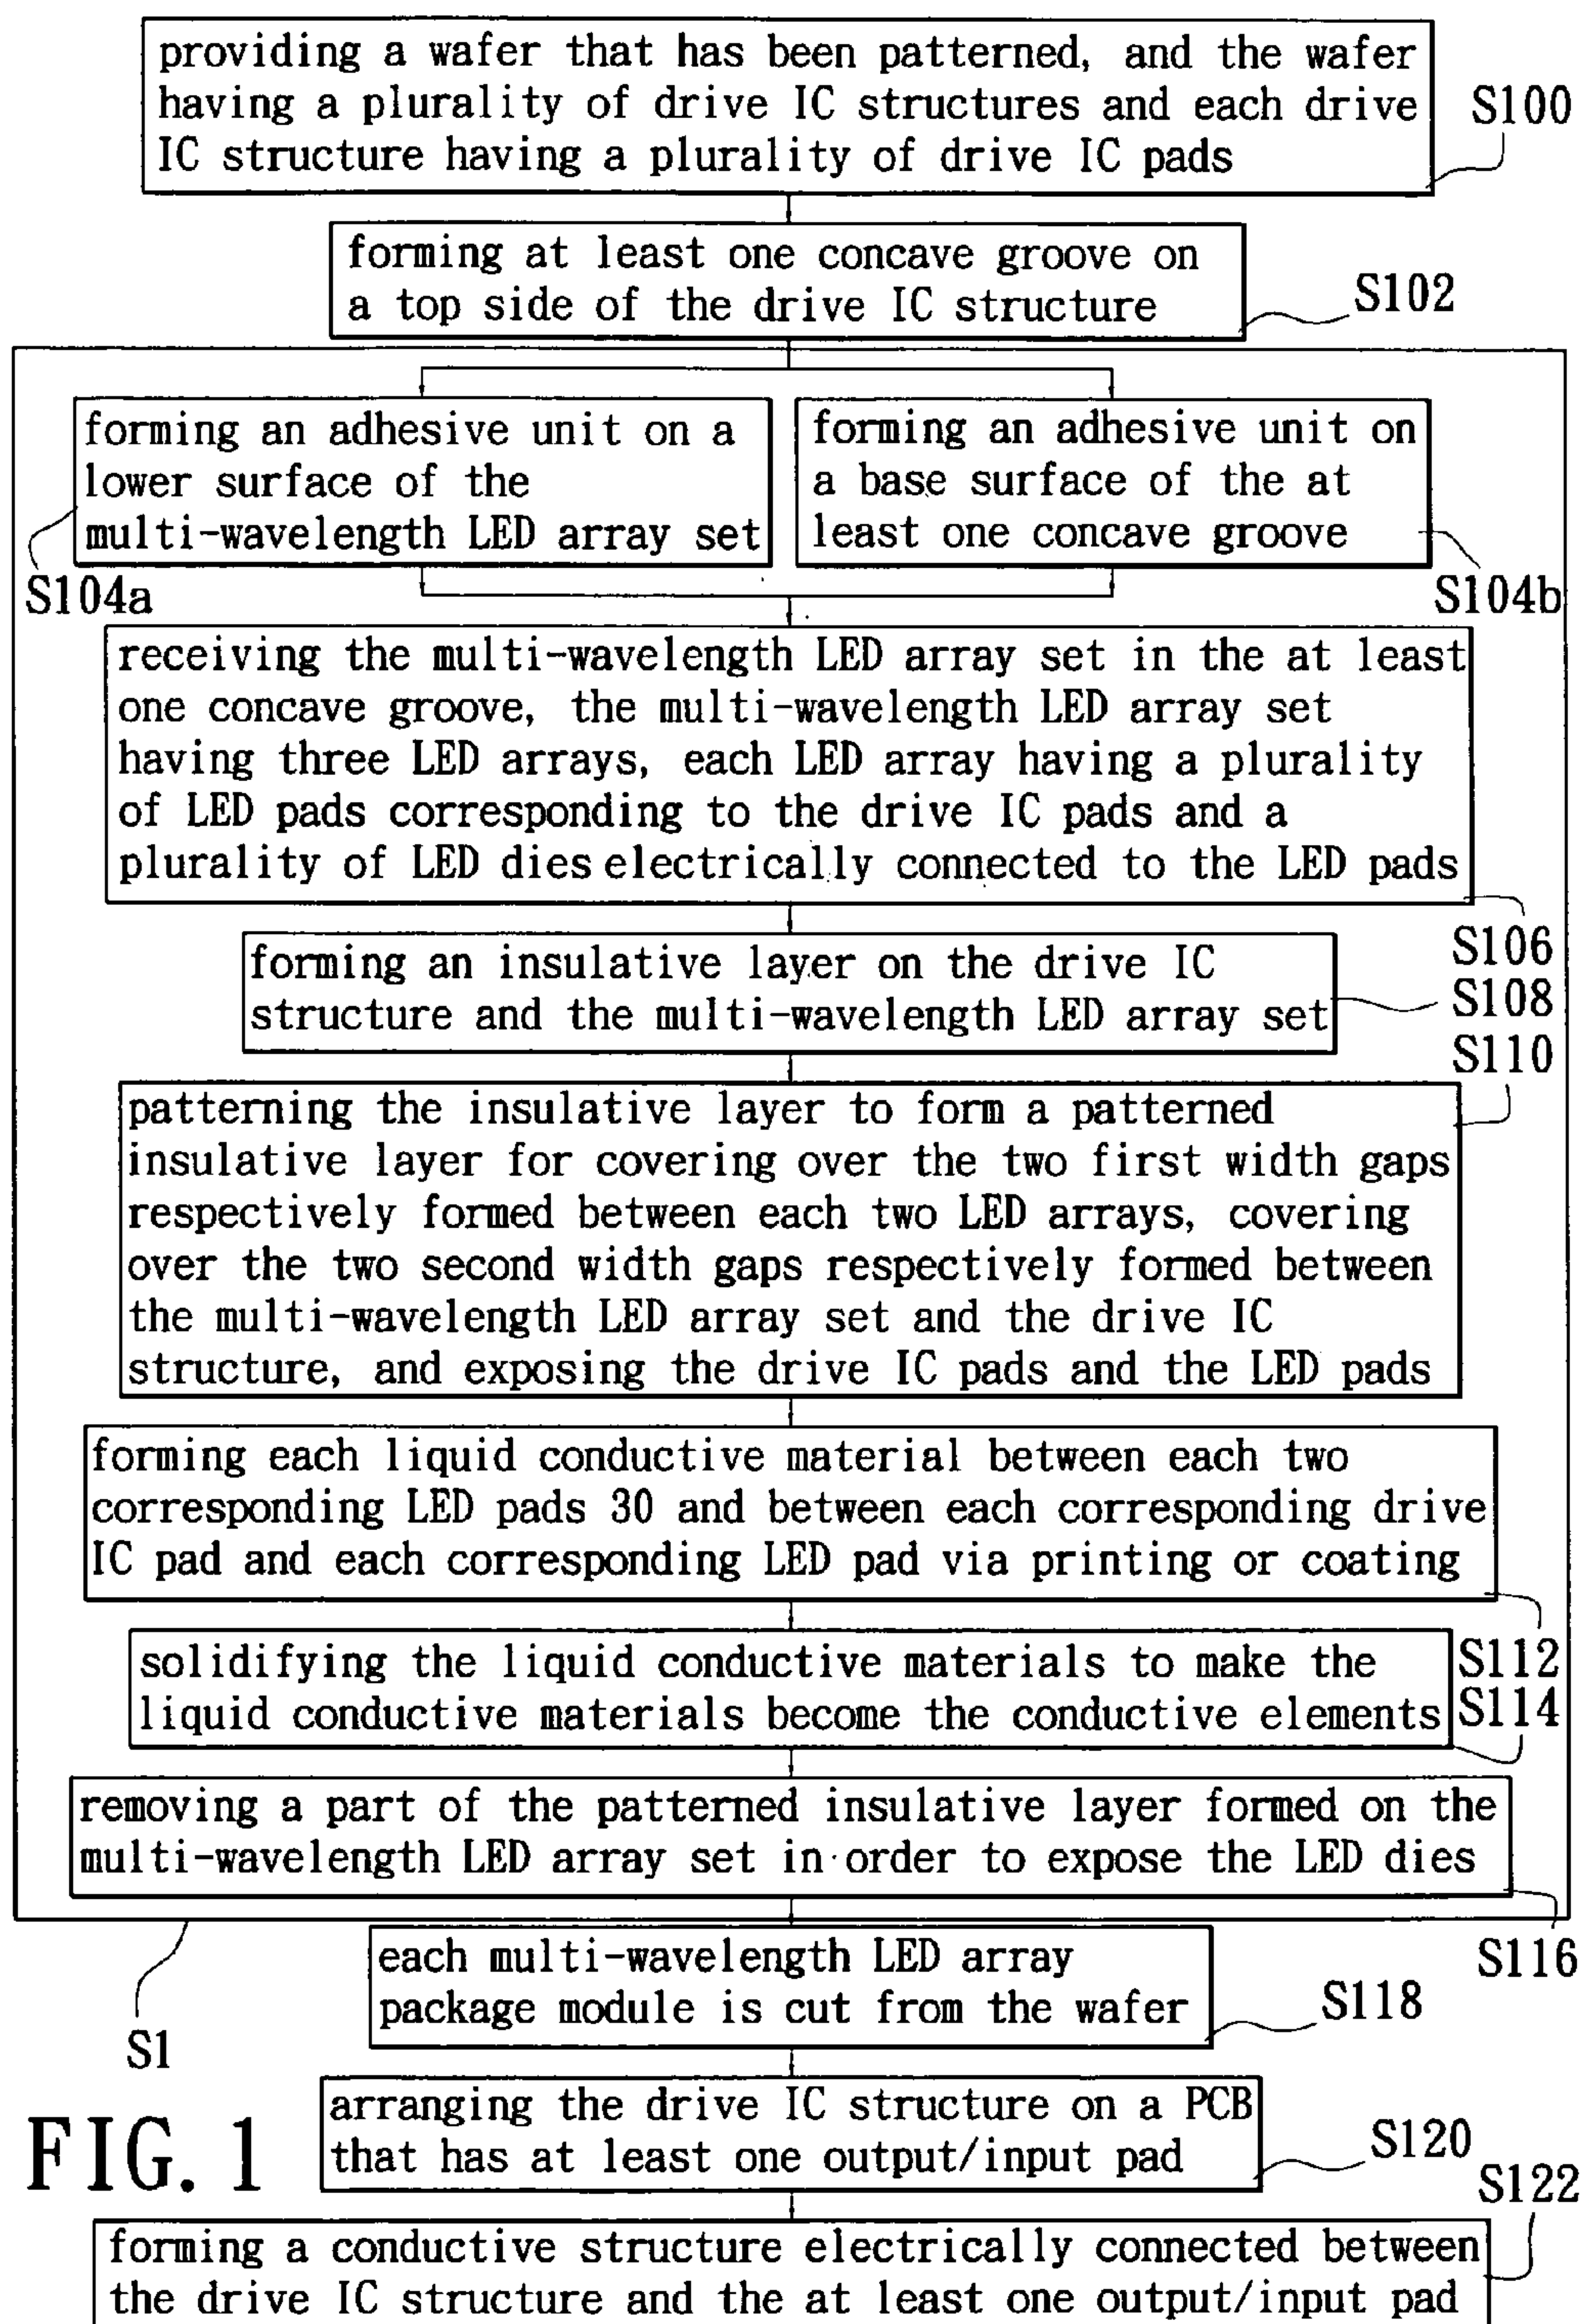 providing a wafer that has been patterned, and the wafer
having a plurality of drive IC structures and each drive
IC structure having a plurality of drive IC pads
S100
forming at least one concave groove on
a top side of the drive IC structure
S102
forming an adhesive unit on a
lower surface of the
multi-wavelength LED array set
S104a
forming an adhesive unit on
a base surface of the at
least one concave groove
S104b
receiving the multi-wavelength LED array set in the at least
one concave groove, the multi-wavelength LED array set
having three LED arrays, each LED array having a plurality
of LED pads corresponding to the drive IC pads and a
plurality of LED dies electrically connected to the LED pads
S106
forming an insulative layer on the drive IC
structure and the multi-wavelength LED array set
S108
S110
patterning the insulative layer to form a patterned
insulative layer for covering over the two first width gaps
respectively formed between each two LED arrays, covering
over the two second width gaps respectively formed between
the multi-wavelength LED array set and the drive IC
structure, and exposing the drive IC pads and the LED pads
forming each liquid conductive material between each two
corresponding LED pads 30 and between each corresponding drive
IC pad and each corresponding LED pad via printing or coating
S112
solidifying the liquid conductive materials to make the
liquid conductive materials become the conductive elements
S114
removing a part of the patterned insulative layer formed on the
multi-wavelength LED array set in order to expose the LED dies
S116
each multi-wavelength LED array
package module is cut from the wafer
S118
S1
arranging the drive IC structure on a PCB
that has at least one output/input pad
S120
FIG. 1
S122
forming a conductive structure electrically connected between
the drive IC structure and the at least one output/input pad